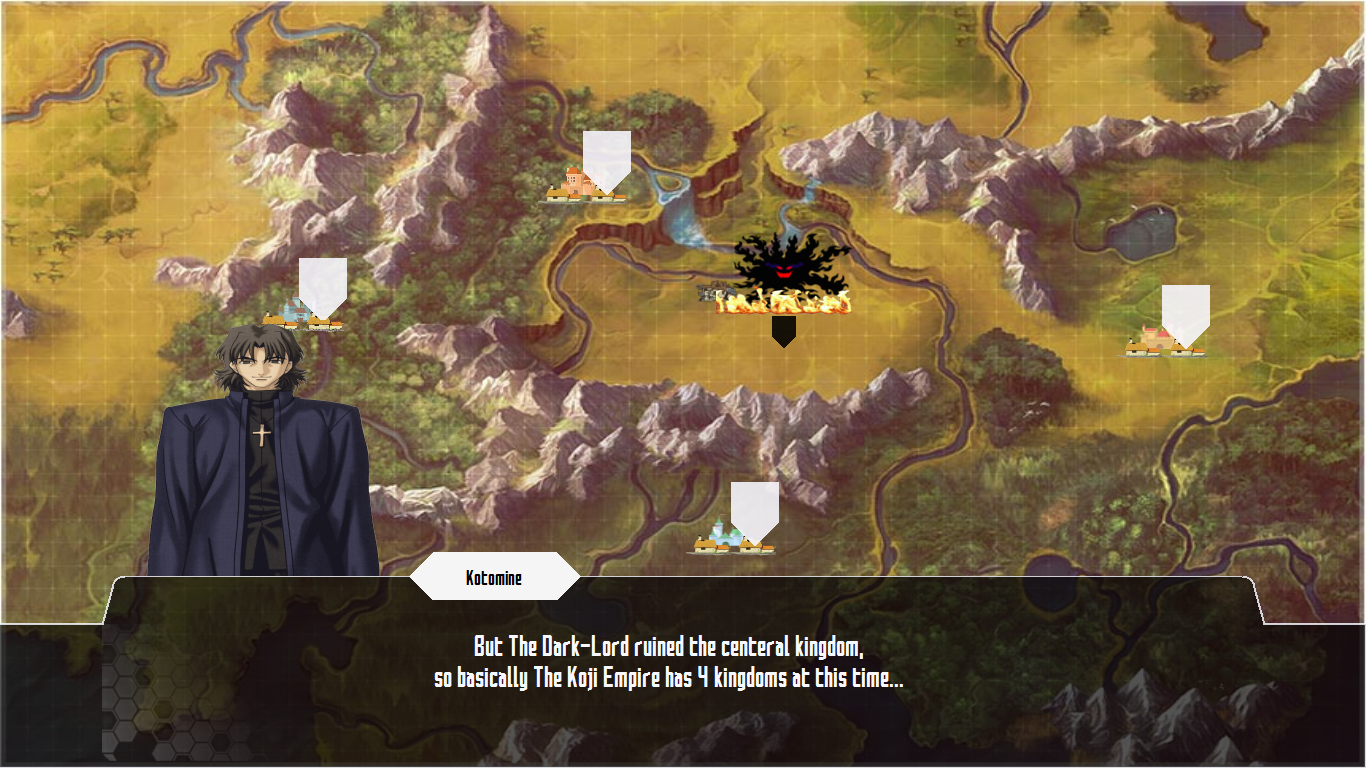 Kotomine
But The Dark-Lord ruined the centeral kingdom,
so basically The Koji Empire has 4 kingdoms at this time...